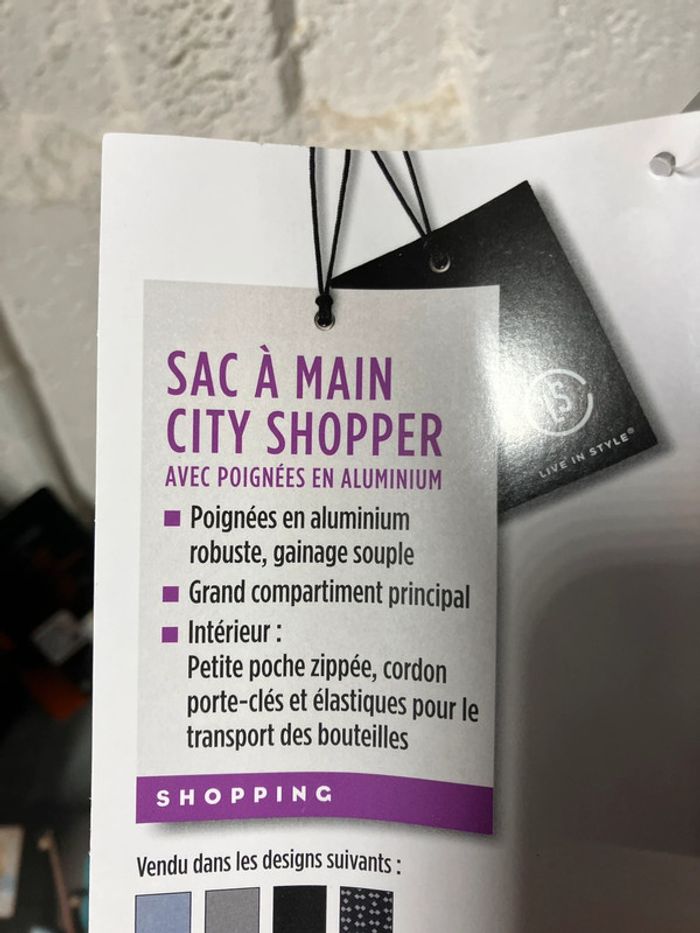 SAC À MAIN
CITY SHOPPER
AVEC POIGNÉES EN ALUMINIUM
■ Poignées en aluminium
robuste, gainage souple
■ Grand compartiment principal
■ Intérieur :
Petite poche zippée, cordon
porte-clés et élastiques pour le
transport des bouteilles
SHOPPING
LIVE IN STYLE®
Vendu dans les designs suivants :